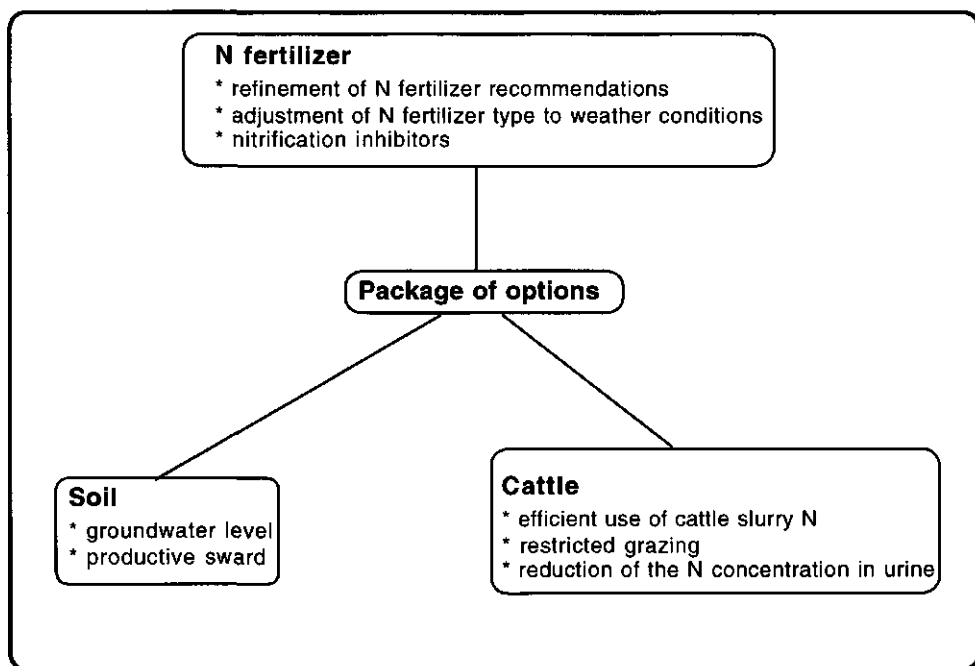 N fertilizer
* refinement of N fertilizer recommendations
* adjustment of N fertilizer type to weather conditions
* nitrification inhibitors
Package of options
Soil
* groundwater level
* productive sward
Cattle
* efficient use of cattle slurry N
* restricted grazing
* reduction of the N concentration in urine